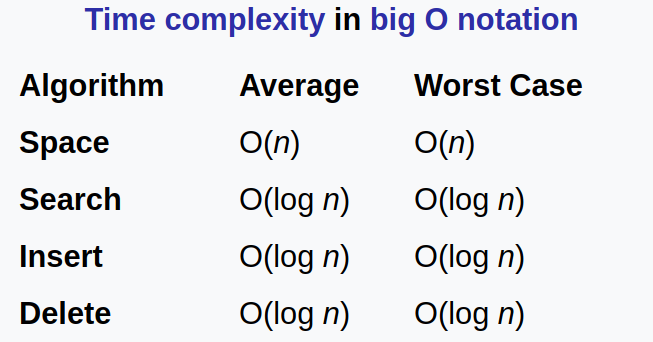 Time complexity in big O notation
Algorithm Average Worst Case
Space O(n) O(n)
Search O(log n) O(log n)
Insert O(log n) O(log n)
Delete O(log n) O(log n)